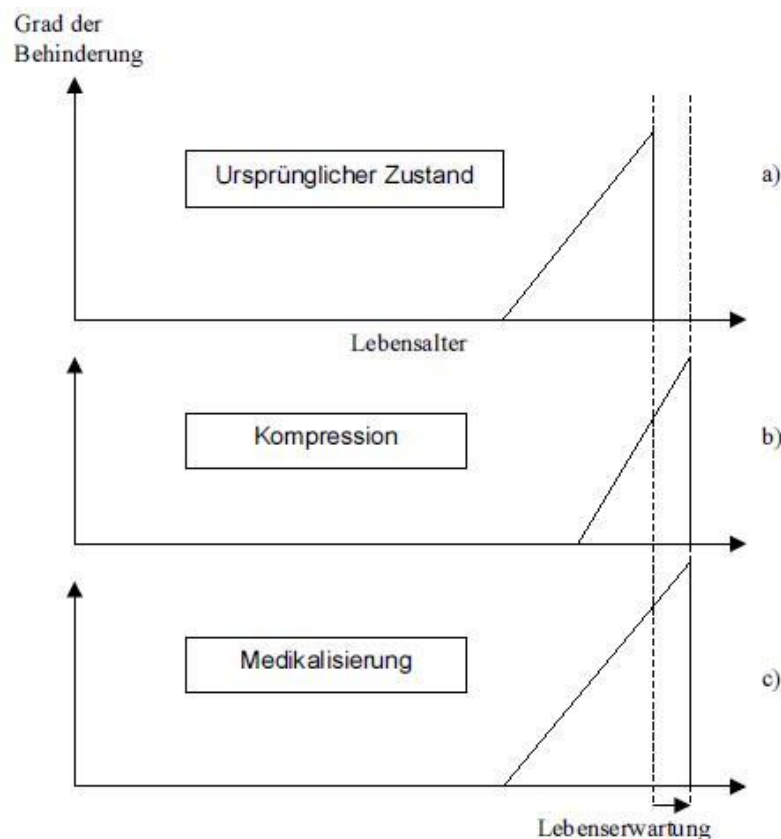 Grad der
Behinderung
Ursprünglicher Zustand
a)
Lebensalter
Kompression
b)
Medikalisierung
c)
Lebenserwartung